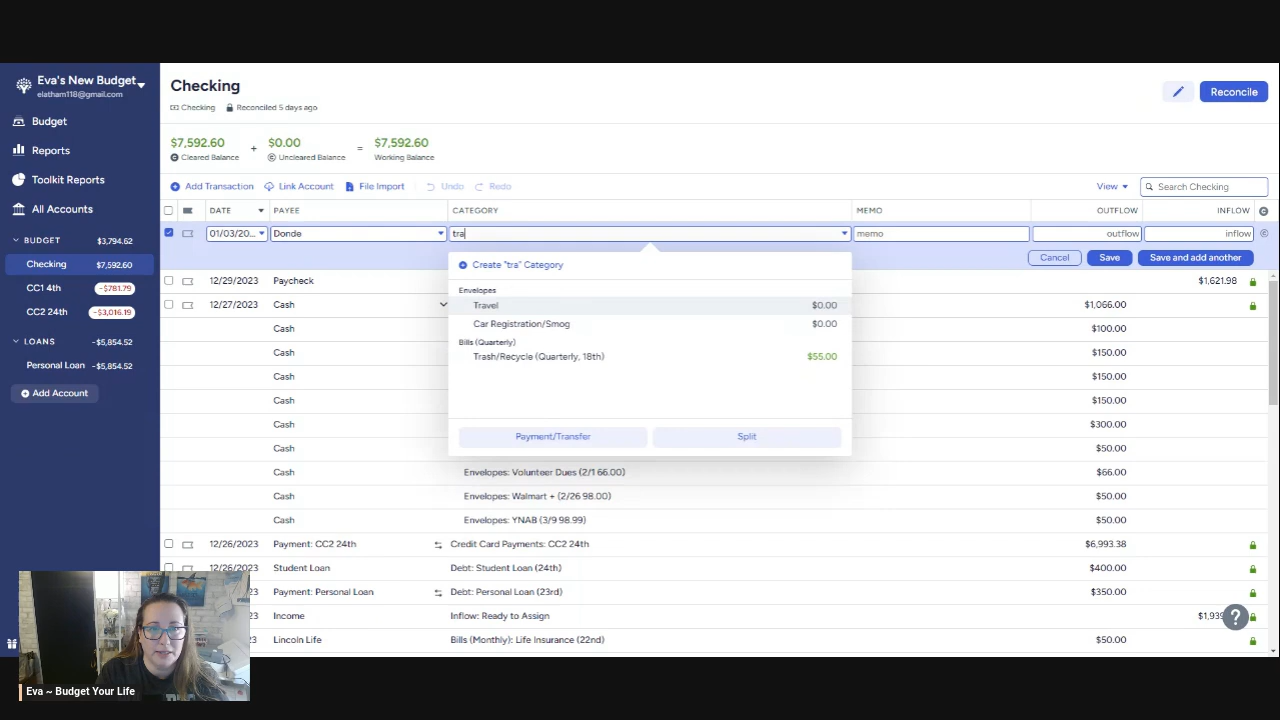 Eva's New Budget
elatham118@gmail.com
Budget
Reports
Toolkit Reports
All Accounts
BUDGET $3,794.62
Checking $7,592.60
CC1 4th -$781.79
CC2 24th -$3,016.19
LOANS -$5,854.52
Personal Loan -$5,854.52
Add Account
Checking
Checking Reconciled 5 days ago
Reconcile
$7,592.60 + $0.00 = $7,592.60
Cleared Balance Uncleared Balance Working Balance
Add Transaction Link Account File Import Undo Redo View Search Checking
DATE PAYEE CATEGORY MEMO OUTFLOW INFLOW
01/03/20... Donde tra memo outflow inflow
Cancel Save Save and add another
Create "tra" Category
Envelopes
Travel $0.00
Car Registration/Smog $0.00
Bills (Quarterly)
Trash/Recycle (Quarterly, 18th) $55.00
Payment/Transfer Split
12/29/2023 Paycheck $1,621.98
12/27/2023 Cash $1,066.00
Cash $100.00
Cash $150.00
Cash $150.00
Cash $150.00
Cash $300.00
Cash $50.00
Cash Envelopes: Volunteer Dues (2/1 66.00) $66.00
Cash Envelopes: Walmart + (2/26 98.00) $50.00
Cash Envelopes: YNAB (3/9 98.99) $50.00
12/26/2023 Payment: CC2 24th Credit Card Payments: CC2 24th $6,993.38
12/26/2023 Student Loan Debt: Student Loan (24th) $400.00
Payment: Personal Loan Debt: Personal Loan (23rd) $350.00
Income Inflow: Ready to Assign
Lincoln Life Bills (Monthly): Life Insurance (22nd) $50.00
?
Eva ~ Budget Your Life